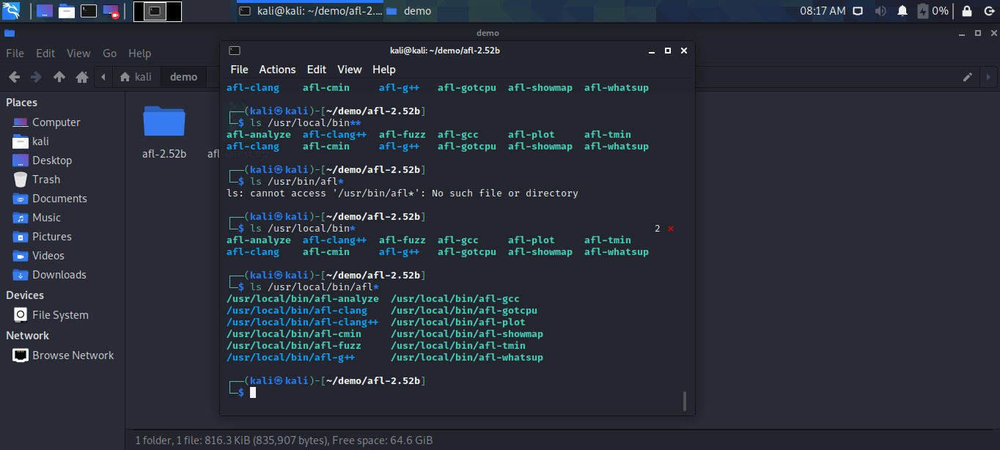 kali@kali: ~/demo/afl-2....
demo
08:17 AM
0%
demo
File Edit View Go Help
kali
demo
Places
Computer
kali
Desktop
Trash
Documents
Music
Pictures
Videos
Downloads
Devices
File System
Network
Browse Network
afl-2.52b
kali@kali: ~/demo/afl-2.52b
File Actions Edit View Help
afl-clang afl-cmin afl-g++ afl-gotcpu afl-showmap afl-whatsup
┌──(kali㉿kali)-[~/demo/afl-2.52b]
└─$ ls /usr/local/bin**
afl-analyze afl-clang++ afl-fuzz afl-gcc afl-plot afl-tmin
afl-clang afl-cmin afl-g++ afl-gotcpu afl-showmap afl-whatsup
┌──(kali㉿kali)-[~/demo/afl-2.52b]
└─$ ls /usr/bin/afl*
ls: cannot access '/usr/bin/afl*': No such file or directory
┌──(kali㉿kali)-[~/demo/afl-2.52b]
└─$ ls /usr/local/bin* 2 ⨯
afl-analyze afl-clang++ afl-fuzz afl-gcc afl-plot afl-tmin
afl-clang afl-cmin afl-g++ afl-gotcpu afl-showmap afl-whatsup
┌──(kali㉿kali)-[~/demo/afl-2.52b]
└─$ ls /usr/local/bin/afl*
/usr/local/bin/afl-analyze /usr/local/bin/afl-gcc
/usr/local/bin/afl-clang /usr/local/bin/afl-gotcpu
/usr/local/bin/afl-clang++ /usr/local/bin/afl-plot
/usr/local/bin/afl-cmin /usr/local/bin/afl-showmap
/usr/local/bin/afl-fuzz /usr/local/bin/afl-tmin
/usr/local/bin/afl-g++ /usr/local/bin/afl-whatsup
┌──(kali㉿kali)-[~/demo/afl-2.52b]
└─$
1 folder, 1 file: 816.3 KiB (835,907 bytes), Free space: 64.6 GiB